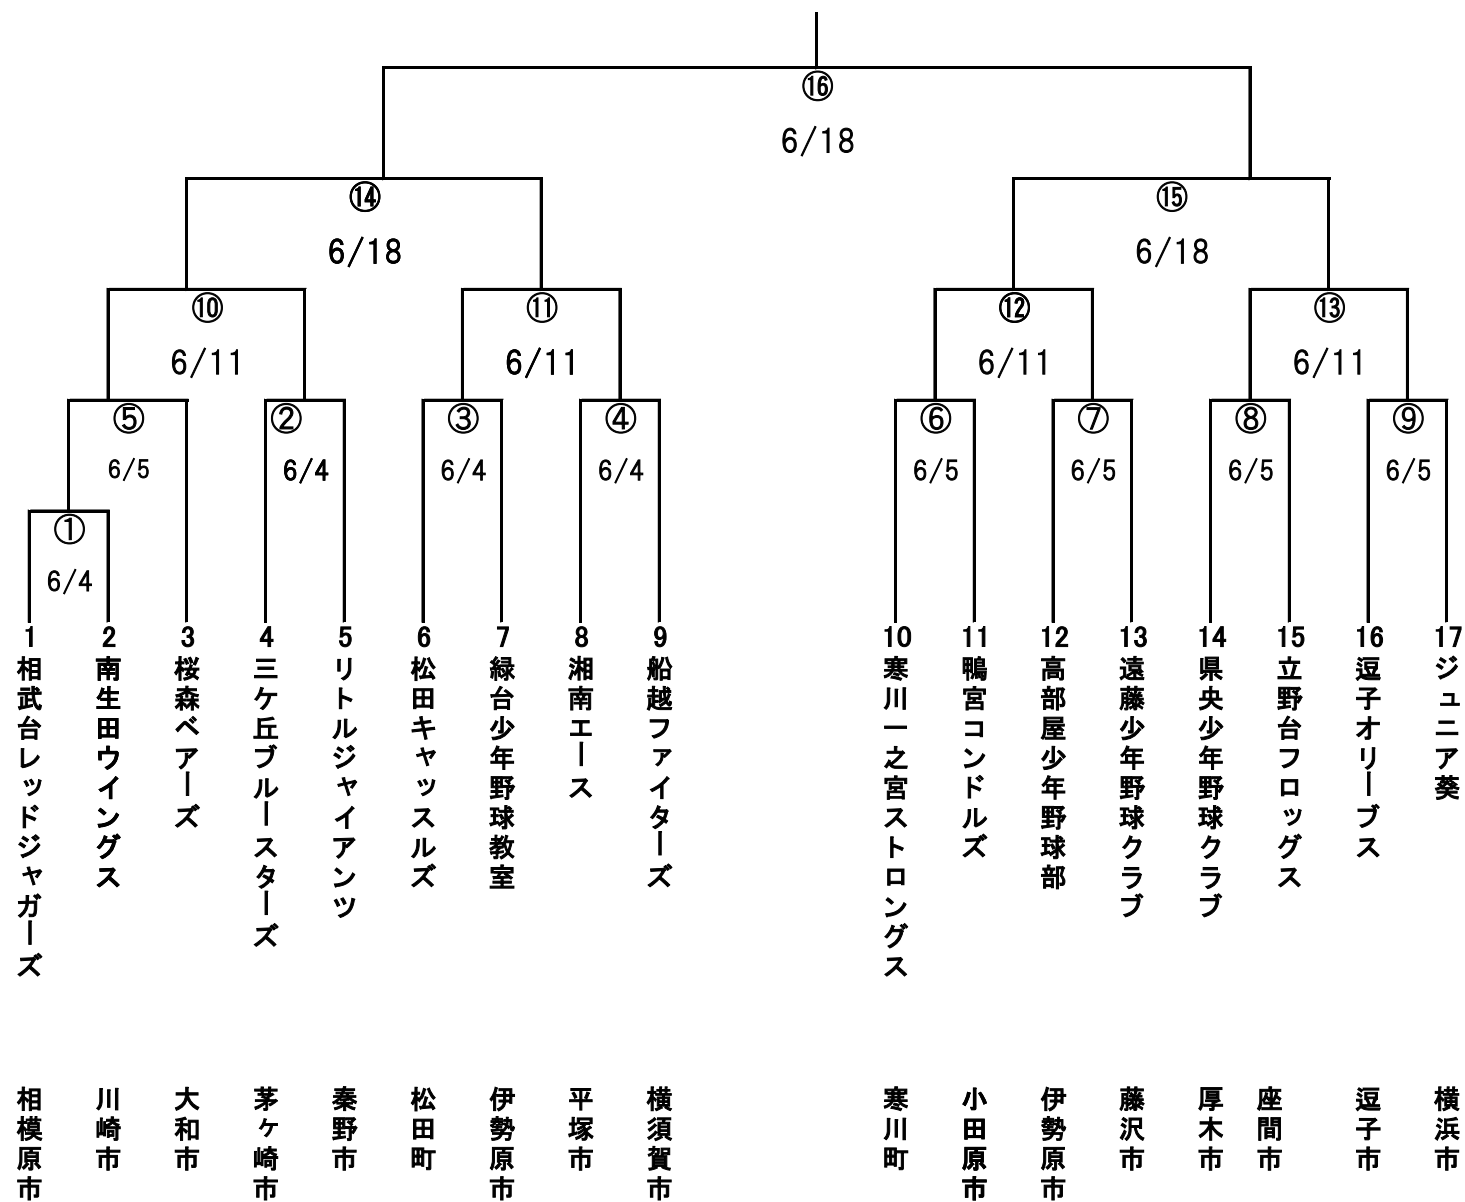 ⑯
6/18
⑭
⑮
6/18
6/18
⑩
⑪
⑫
⑬
6/11
6/11
6/11
6/11
⑤
②
③
④
⑥
⑦
⑧
⑨
6/5
6/4
6/4
6/4
6/5
6/5
6/5
6/5
①
6/4
1
2
3
4
5
6
7
8
9
10
11
12
13
14
15
16
17
相武台レッドジャガーズ
南生田ウイングス
桜森ベアーズ
三ケ丘ブルースターズ
リトルジャイアンツ
松田キャッスルズ
緑台少年野球教室
湘南エース
船越ファイターズ
寒川一之宮ストロングス
鴨宮コンドルズ
高部屋少年野球部
遠藤少年野球クラブ
県央少年野球クラブ
立野台フロッグス
逗子オリーブス
ジュニア葵
相模原市
川崎市
大和市
茅ヶ崎市
秦野市
松田町
伊勢原市
平塚市
横須賀市
寒川町
小田原市
伊勢原市
藤沢市
厚木市
座間市
逗子市
横浜市